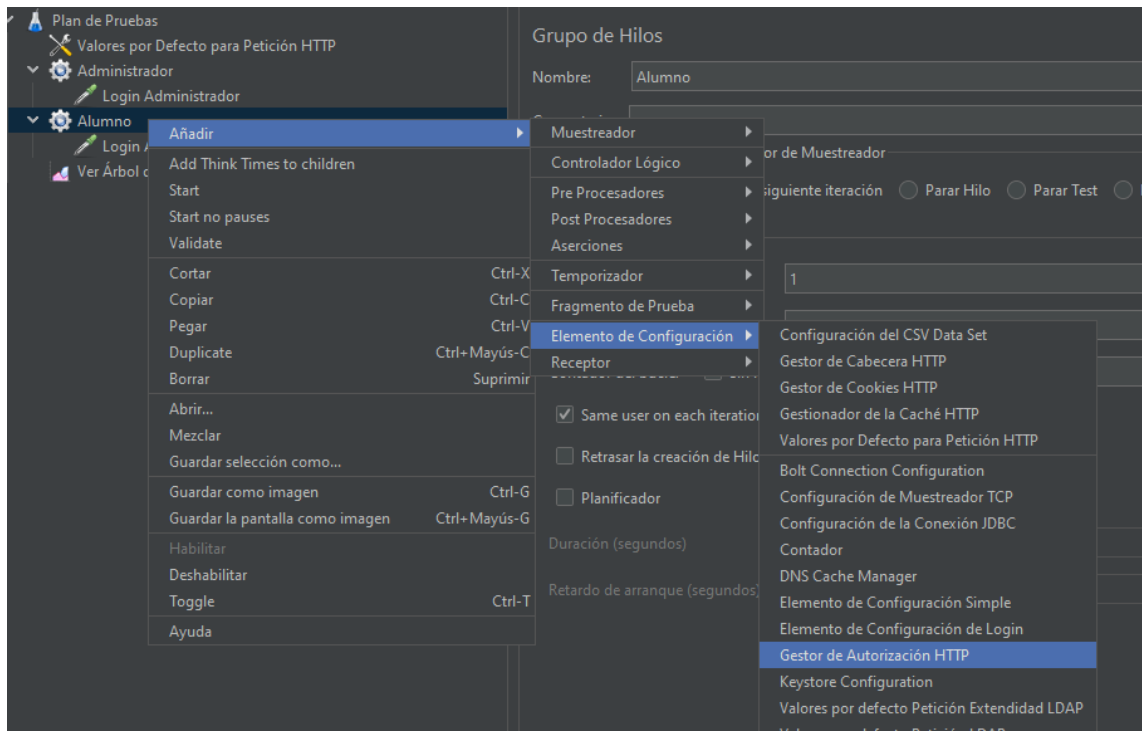 Plan de Pruebas
Valores por Defecto para Petición HTTP
Administrador
Login Administrador
Alumno
Login
Ver Árbol
Grupo de Hilos
Nombre:
Alumno
or de Muestreador
siguiente iteración
Parar Hilo
Parar Test
1
Same user on each iteration
Retrasar la creación de Hilo
Planificador
Duración (segundos)
Retardo de arranque (segundos)
Añadir
Add Think Times to children
Start
Start no pauses
Validate
Cortar Ctrl-X
Copiar Ctrl-C
Pegar Ctrl-V
Duplicate Ctrl+Mayús-C
Borrar Suprimir
Abrir...
Mezclar
Guardar selección como...
Guardar como imagen Ctrl-G
Guardar la pantalla como imagen Ctrl+Mayús-G
Habilitar
Deshabilitar
Toggle Ctrl-T
Ayuda
Muestreador
Controlador Lógico
Pre Procesadores
Post Procesadores
Aserciones
Temporizador
Fragmento de Prueba
Elemento de Configuración
Receptor
Configuración del CSV Data Set
Gestor de Cabecera HTTP
Gestor de Cookies HTTP
Gestionador de la Caché HTTP
Valores por Defecto para Petición HTTP
Bolt Connection Configuration
Configuración de Muestreador TCP
Configuración de la Conexión JDBC
Contador
DNS Cache Manager
Elemento de Configuración Simple
Elemento de Configuración de Login
Gestor de Autorización HTTP
Keystore Configuration
Valores por defecto Petición Extendidad LDAP